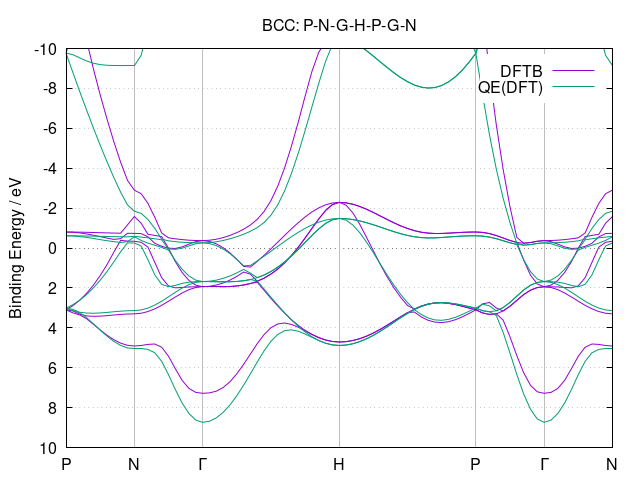 BCC: P-N-G-H-P-G-N
Binding Energy / eV
-10
-8
-6
-4
-2
0
2
4
6
8
10
DFTB
QE(DFT)
P N Γ H P Γ N